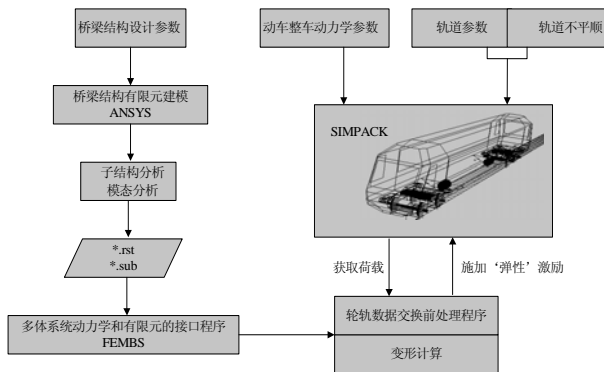 桥梁结构设计参数
动车整车动力学参数
轨道参数
轨道不平顺
桥梁结构有限元建模
ANSYS
SIMPACK
子结构分析
模态分析
*.rst
*.sub
获取荷载
施加‘弹性’激励
多体系统动力学和有限元的接口程序
FEMBS
轮轨数据交换前处理程序
变形计算